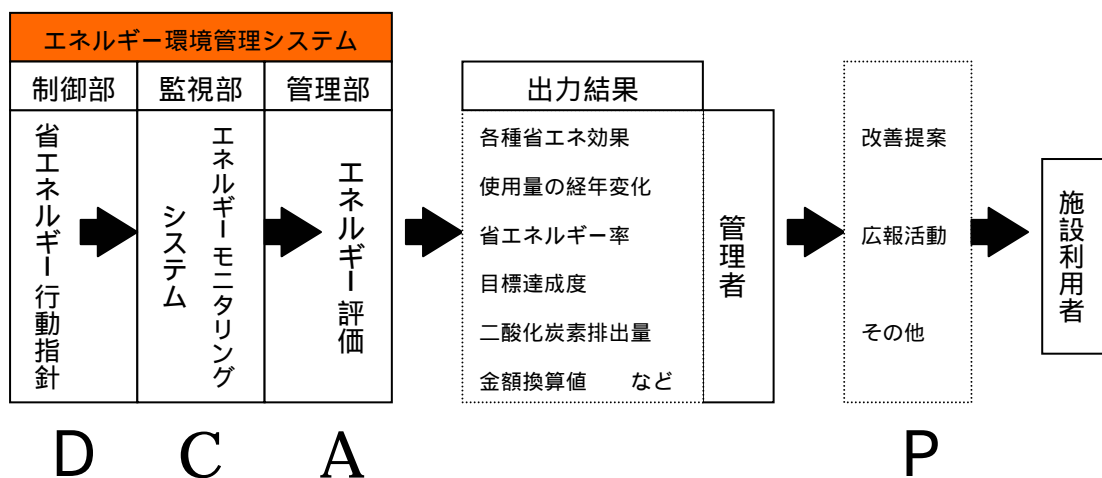 エネルギー環境管理システム
制御部
監視部
管理部
省エネルギー行動指針
エネルギーモニタリング
システム
エネルギー評価
出力結果
各種省エネ効果
使用量の経年変化
省エネルギー率
目標達成度
二酸化炭素排出量
金額換算値 など
管理者
改善提案
広報活動
その他
施設利用者
D
C
A
P